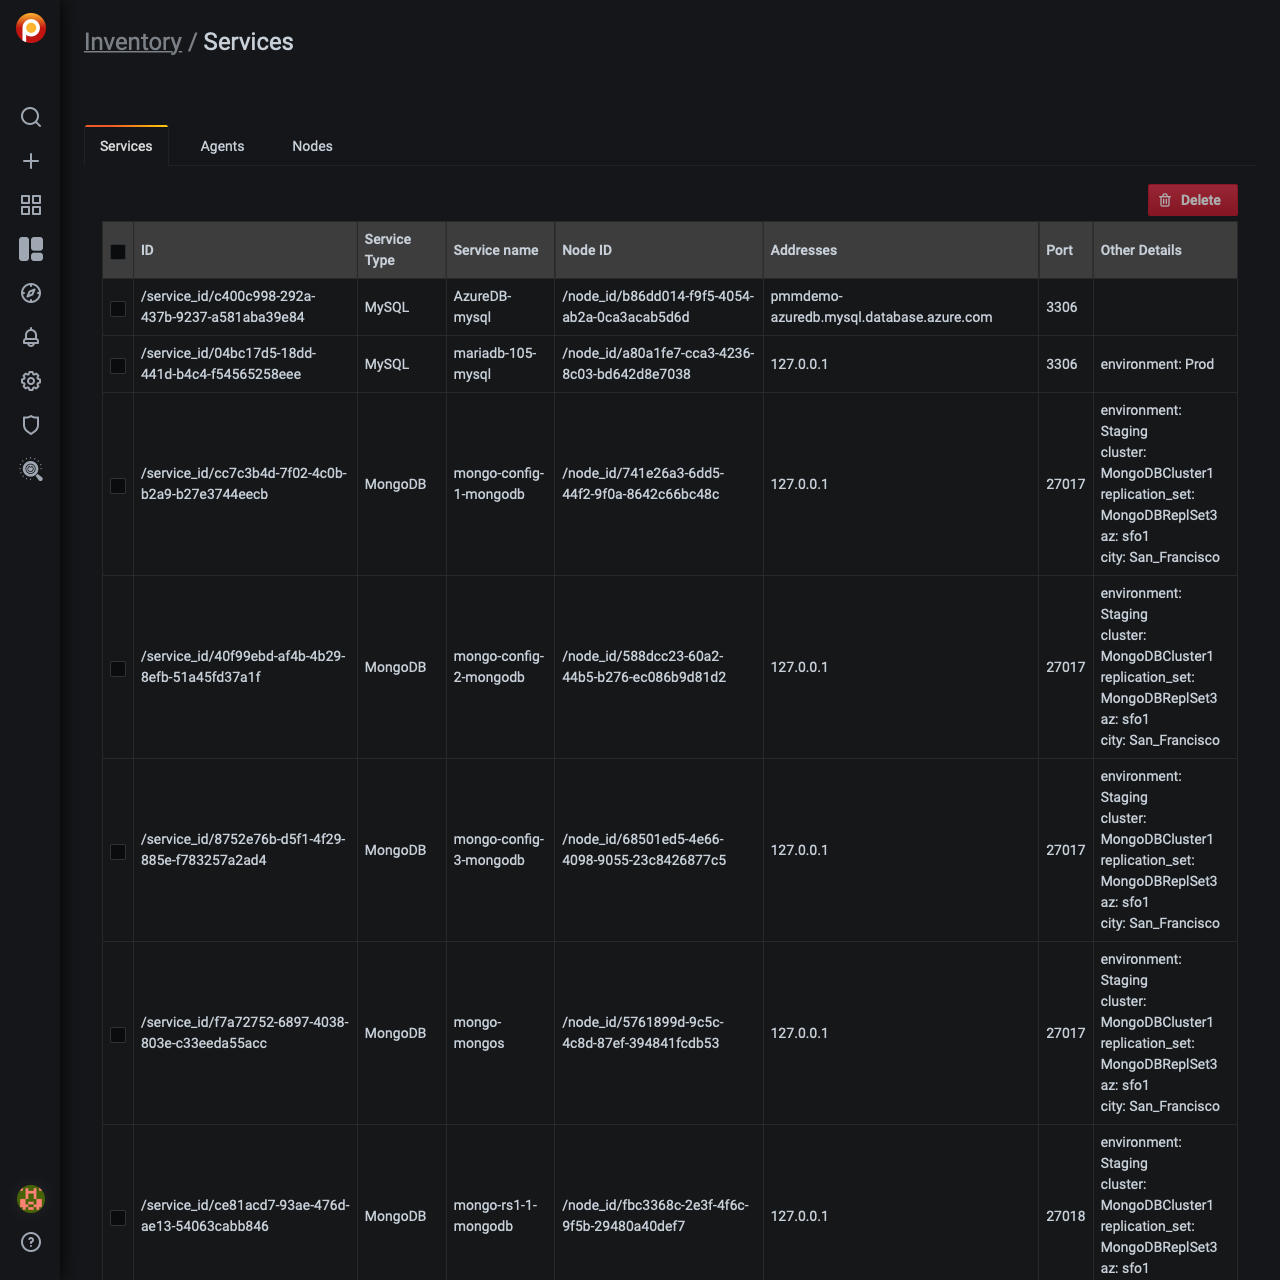 Inventory / Services
Services
Agents
Nodes
Delete
ID
Service
Type
Service name
Node ID
Addresses
Port
Other Details
/service_id/c400c998-292a-
437b-9237-a581aba39e84
MySQL
AzureDB-
mysql
/node_id/b86dd014-f9f5-4054-
ab2a-0ca3acab5d6d
pmmdemo-
azuredb.mysql.database.azure.com
3306
/service_id/04bc17d5-18dd-
441d-b4c4-f54565258eee
MySQL
mariadb-105-
mysql
/node_id/a80a1fe7-cca3-4236-
8c03-bd642d8e7038
127.0.0.1
3306
environment: Prod
/service_id/cc7c3b4d-7f02-4c0b-
b2a9-b27e3744eecb
MongoDB
mongo-config-
1-mongodb
/node_id/741e26a3-6dd5-
44f2-9f0a-8642c66bc48c
127.0.0.1
27017
environment:
Staging
cluster:
MongoDBCluster1
replication_set:
MongoDBReplSet3
az: sfo1
city: San_Francisco
/service_id/40f99ebd-af4b-4b29-
8efb-51a45fd37a1f
MongoDB
mongo-config-
2-mongodb
/node_id/588dcc23-60a2-
44b5-b276-ec086b9d81d2
127.0.0.1
27017
environment:
Staging
cluster:
MongoDBCluster1
replication_set:
MongoDBReplSet3
az: sfo1
city: San_Francisco
/service_id/8752e76b-d5f1-4f29-
885e-f783257a2ad4
MongoDB
mongo-config-
3-mongodb
/node_id/68501ed5-4e66-
4098-9055-23c8426877c5
127.0.0.1
27017
environment:
Staging
cluster:
MongoDBCluster1
replication_set:
MongoDBReplSet3
az: sfo1
city: San_Francisco
/service_id/f7a72752-6897-4038-
803e-c33eeda55acc
MongoDB
mongo-
mongos
/node_id/5761899d-9c5c-
4c8d-87ef-394841fcdb53
127.0.0.1
27017
environment:
Staging
cluster:
MongoDBCluster1
replication_set:
MongoDBReplSet3
az: sfo1
city: San_Francisco
/service_id/ce81acd7-93ae-476d-
ae13-54063cabb846
MongoDB
mongo-rs1-1-
mongodb
/node_id/fbc3368c-2e3f-4f6c-
9f5b-29480a40def7
127.0.0.1
27018
environment:
Staging
cluster:
MongoDBCluster1
replication_set:
MongoDBReplSet3
az: sfo1